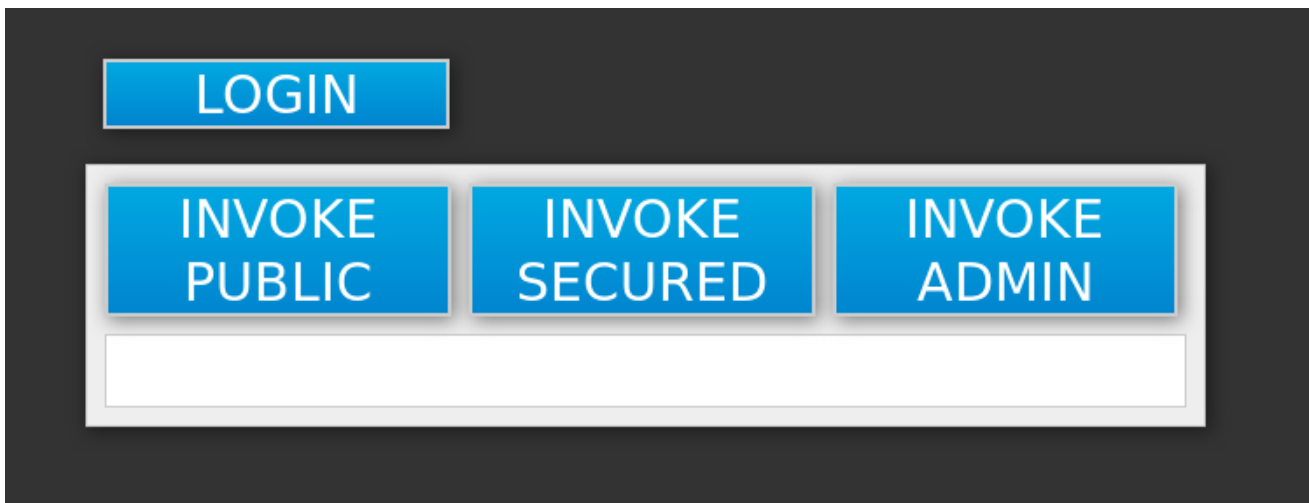 LOGIN
INVOKE
PUBLIC
INVOKE
SECURED
INVOKE
ADMIN